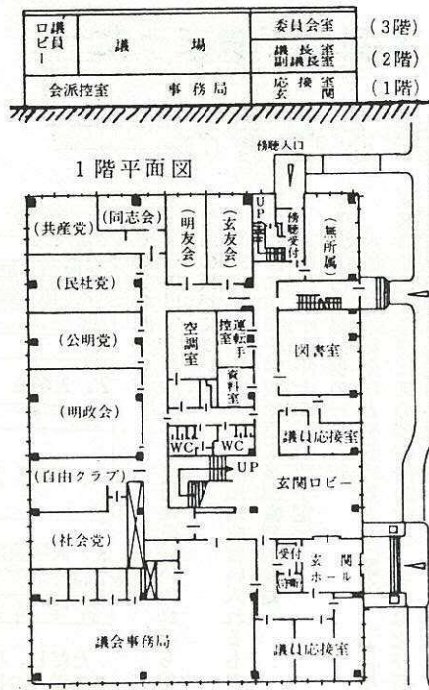 議員
ロビー
議場
委員会室
(3階)
議長室
副議長室
(2階)
会派控室
事務局
応接室
玄関
(1階)
傍聴入口
1階平面図
(共産党)
(同志会)
(明友会)
(玄友会)
UP
傍聴受付
(無所属)
(民社党)
(公明党)
空調室
運転手
控室
資料室
図書室
(明政会)
WC
WC
議員応接室
(自由クラブ)
UP
玄関ロビー
(社会党)
受付
守衛
玄関
ホール
議会事務局
議員応接室